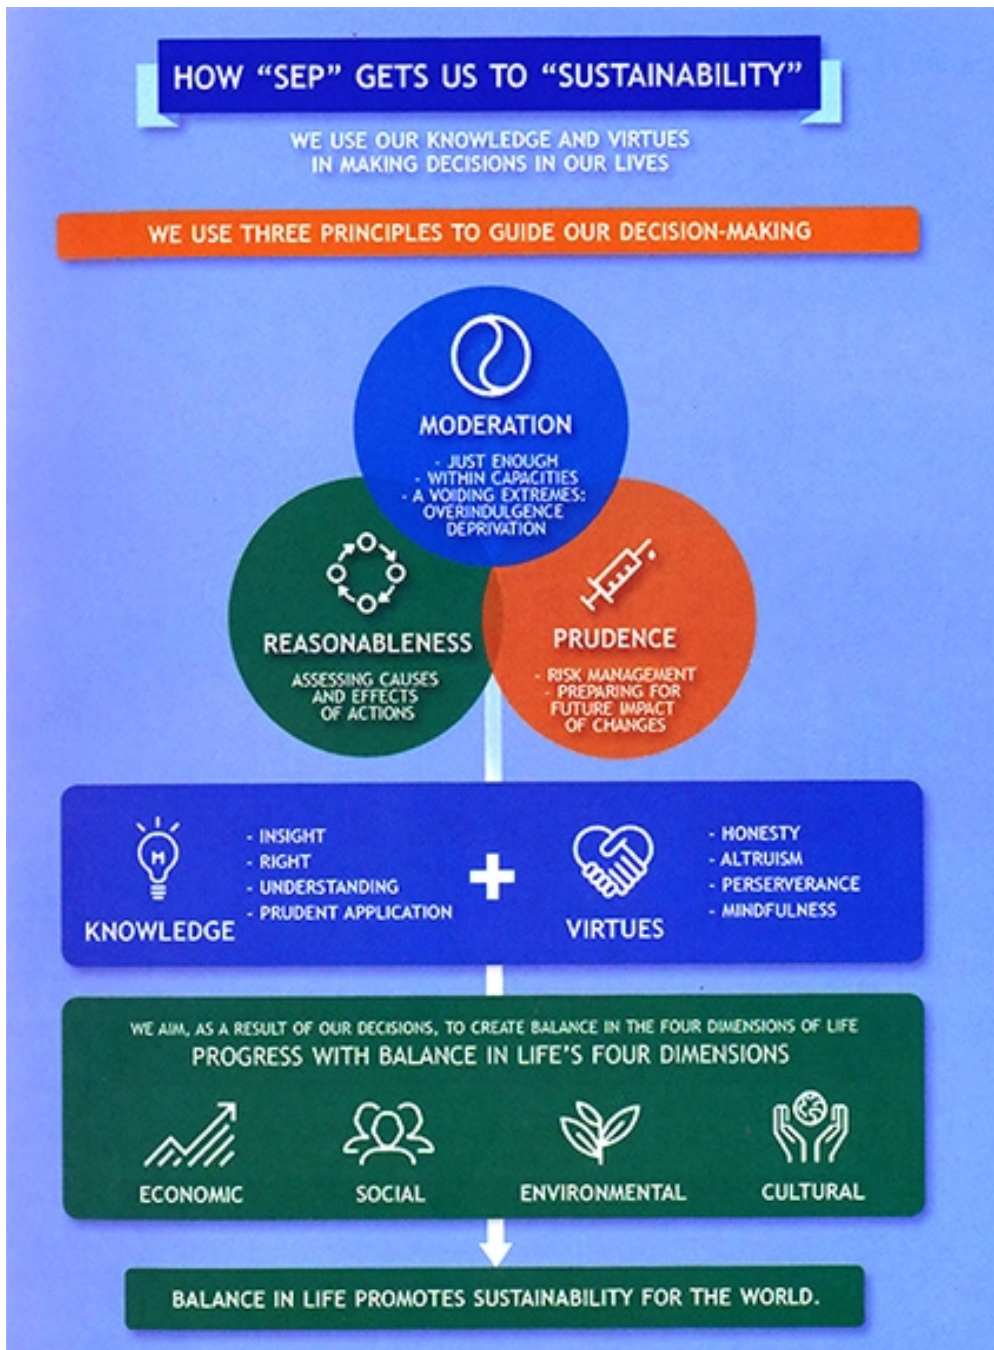 HOW “SEP” GETS US TO “SUSTAINABILITY”
WE USE OUR KNOWLEDGE AND VIRTUES
IN MAKING DECISIONS IN OUR LIVES
WE USE THREE PRINCIPLES TO GUIDE OUR DECISION-MAKING
MODERATION
- JUST ENOUGH
- WITHIN CAPACITIES
- A VOIDING EXTREMES:
OVERINDULGENCE
DEPRIVATION
REASONABLENESS
ASSESSING CAUSES
AND EFFECTS
OF ACTIONS
PRUDENCE
- RISK MANAGEMENT
- PREPARING FOR
FUTURE IMPACT
OF CHANGES
KNOWLEDGE
- INSIGHT
- RIGHT
- UNDERSTANDING
- PRUDENT APPLICATION
VIRTUES
- HONESTY
- ALTRUISM
- PERSERVERANCE
- MINDFULNESS
WE AIM, AS A RESULT OF OUR DECISIONS, TO CREATE BALANCE IN THE FOUR DIMENSIONS OF LIFE
PROGRESS WITH BALANCE IN LIFE’S FOUR DIMENSIONS
ECONOMIC
SOCIAL
ENVIRONMENTAL
CULTURAL
BALANCE IN LIFE PROMOTES SUSTAINABILITY FOR THE WORLD.